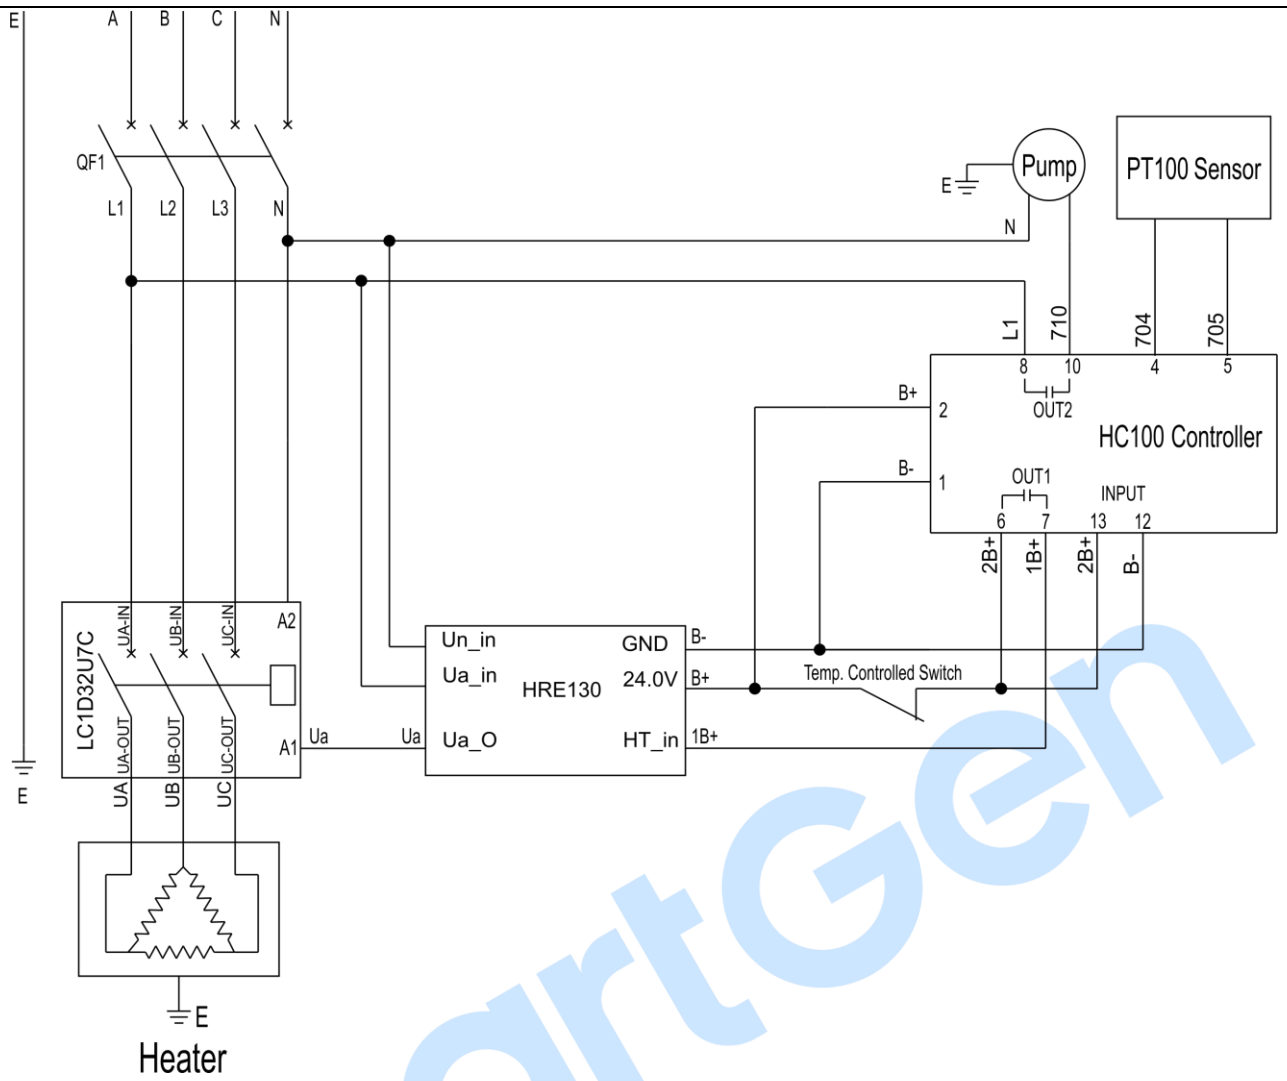 E A B C N
QF1
L1 L2 L3 N
E
Pump
N
PT100 Sensor
L1 710 704 705
8 10 4 5
OUT2
HC100 Controller
B+ 2
B- 1
OUT1 INPUT
6 7 13 12
2B+ 1B+ 2B+ B-
UA-IN UB-IN UC-IN A2
LC1D32U7C
UA-OUT UB-OUT UC-OUT A1 Ua
UA UB UC
Un_in GND B-
Ua_in HRE130 24.0V B+
Ua Ua_O HT_in 1B+
Temp. Controlled Switch
E
E
Heater
artGen